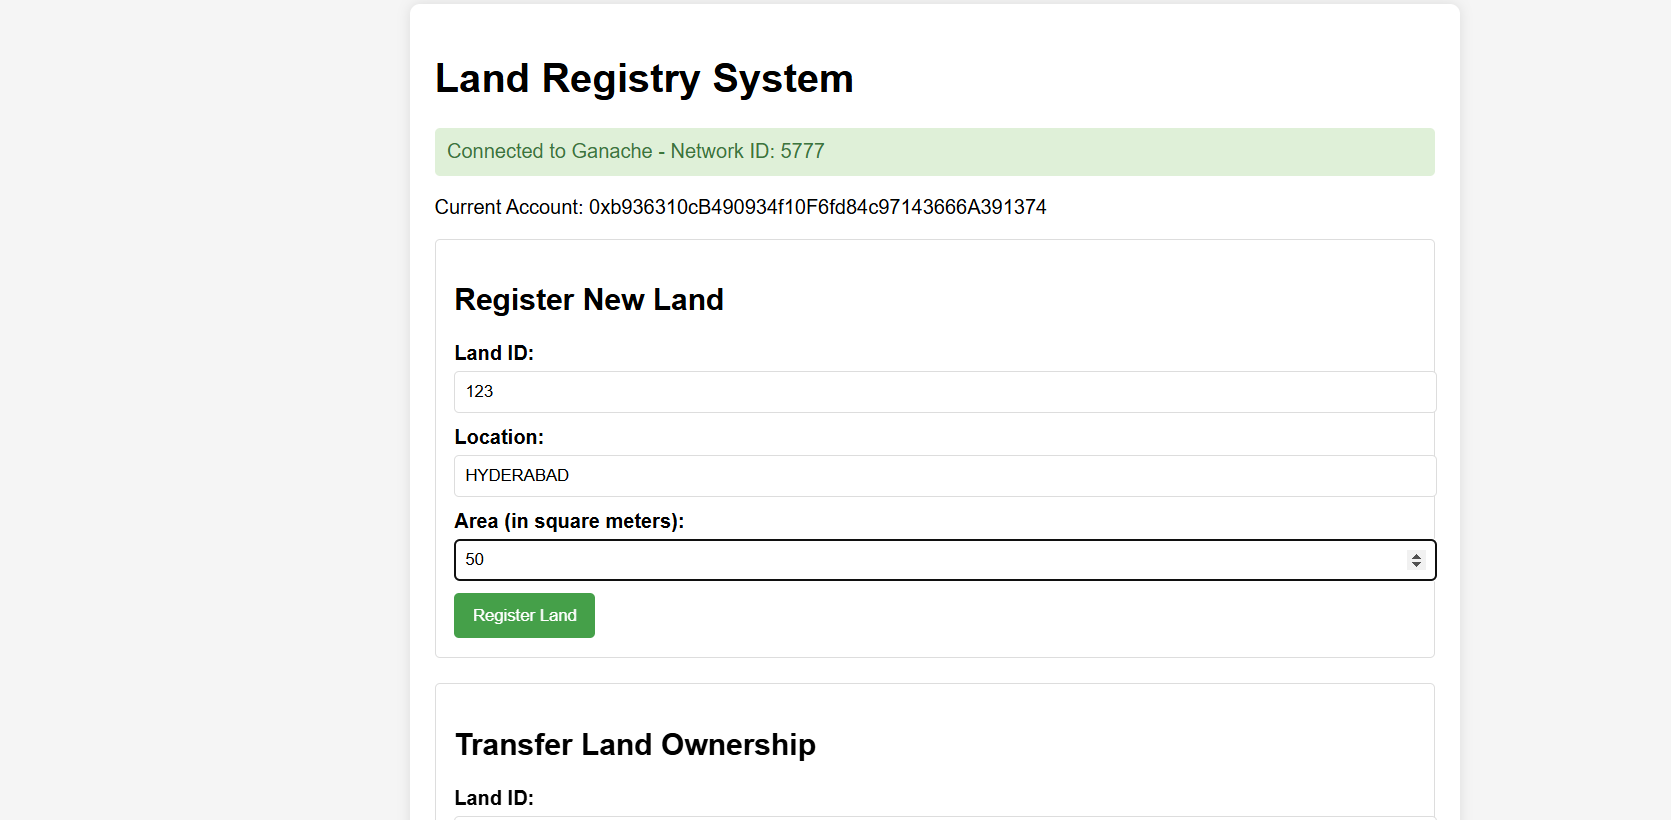 Land Registry System
Connected to Ganache - Network ID: 5777
Current Account: 0xb936310cB490934f10F6fd84c97143666A391374
Register New Land
Land ID:
123
Location:
HYDERABAD
Area (in square meters):
50
Register Land
Transfer Land Ownership
Land ID: